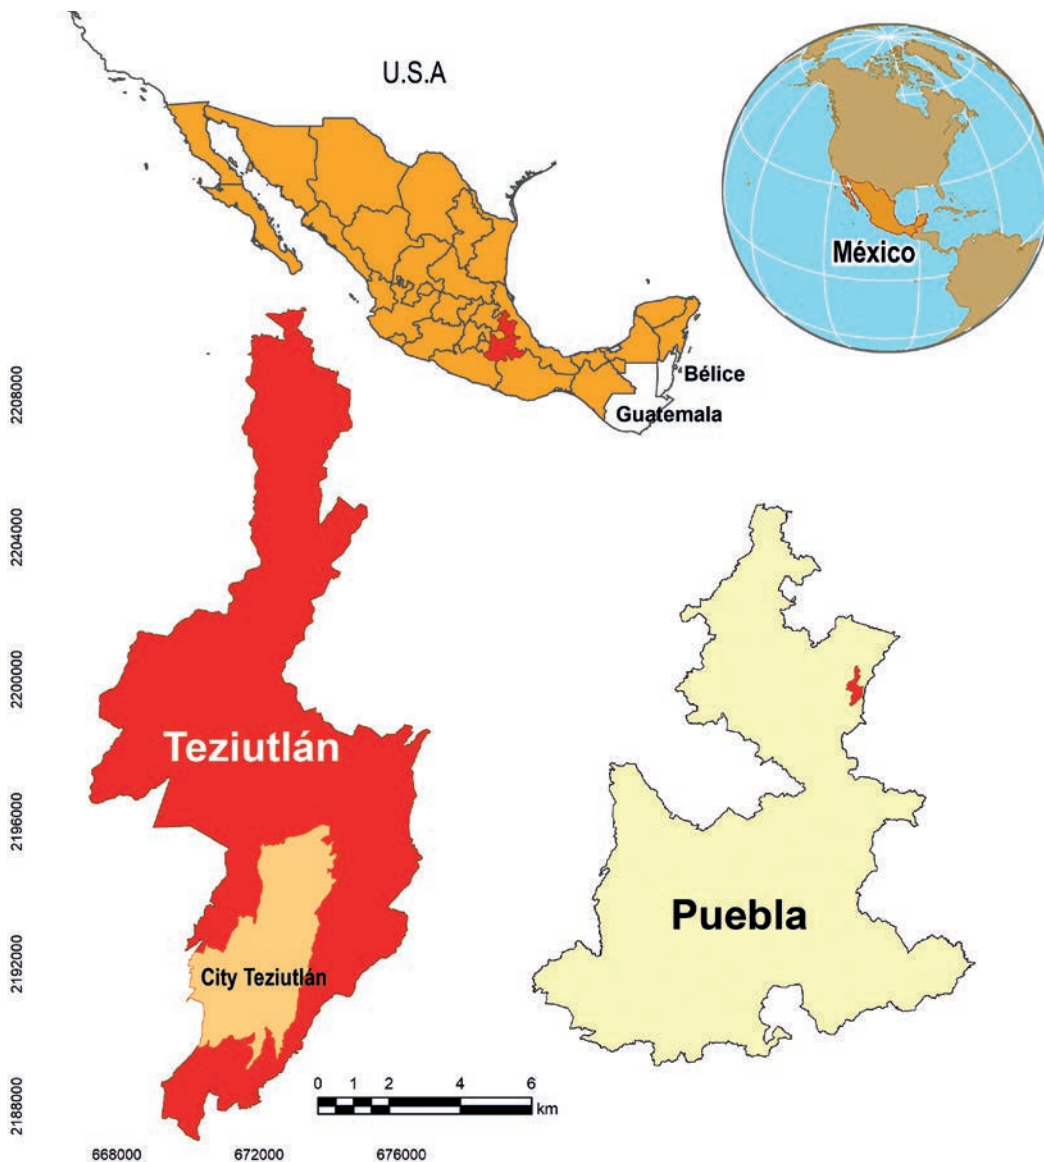 U.S.A
México
Bélice
Guatemala
2208000
2204000
2200000
2196000
2192000
2188000
Teziutlán
City Teziutlán
Puebla
0 1 2 4 6
km
668000 672000 676000